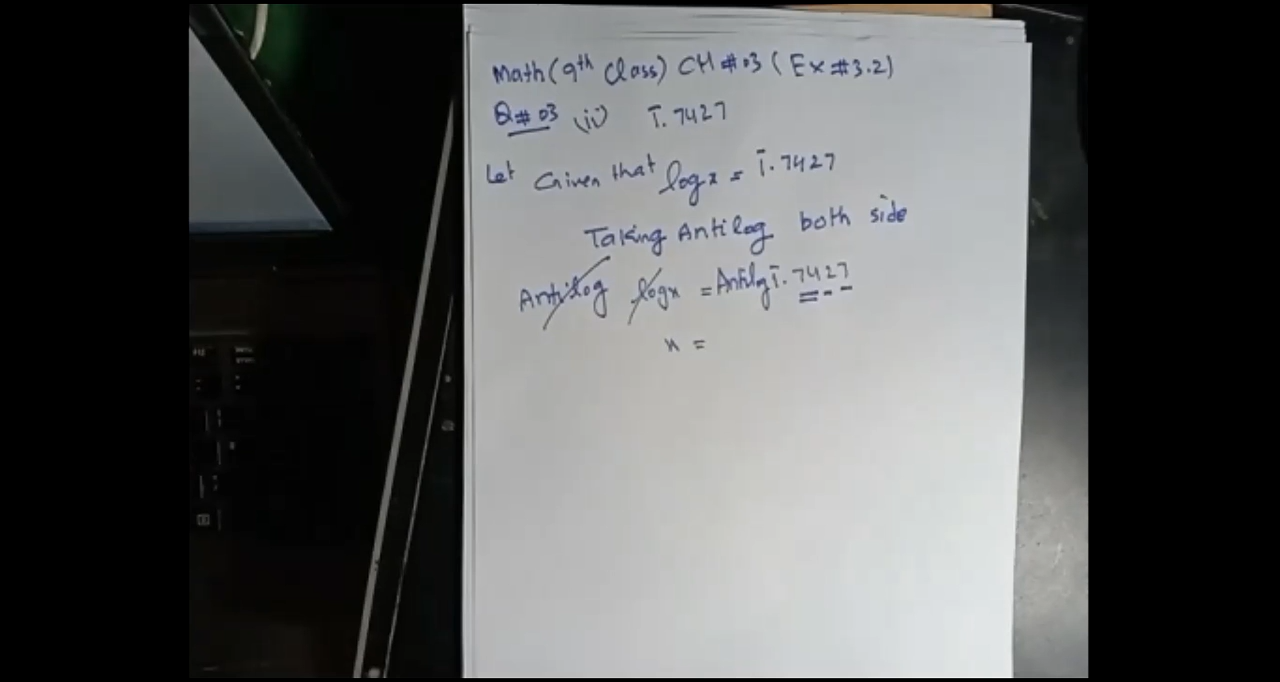 Math (9th Class) CH # 03 (Ex # 3.2)
Q# 03 (ii) 1̄.7427
Let Given that log x = 1̄.7427
Taking Antilog both side
Antilog log x = Antilog 1̄.7427
x =